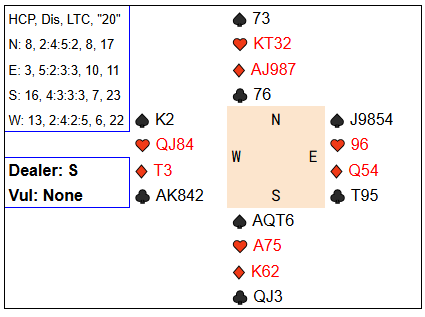 HCP, Dis, LTC, "20"
N: 8, 2:4:5:2, 8, 17
E: 3, 5:2:3:3, 10, 11
S: 16, 4:3:3:3, 7, 23
W: 13, 2:4:2:5, 6, 22
Dealer: S
Vul: None
♠ 73
♥ KT32
♦ AJ987
♣ 76
♠ K2
♥ QJ84
♦ T3
♣ AK842
N
W E
S
♠ J9854
♥ 96
♦ Q54
♣ T95
♠ AQT6
♥ A75
♦ K62
♣ QJ3